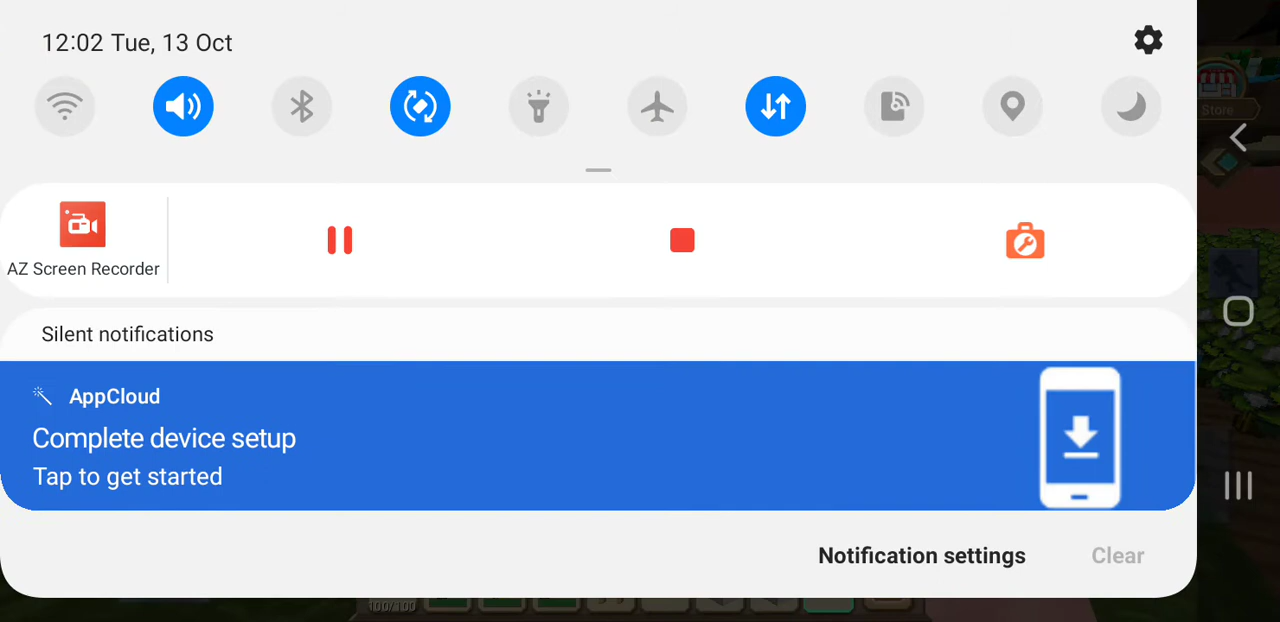 12:02 Tue, 13 Oct
Store
AZ Screen Recorder
Silent notifications
AppCloud
Complete device setup
Tap to get started
Notification settings
Clear
100/100